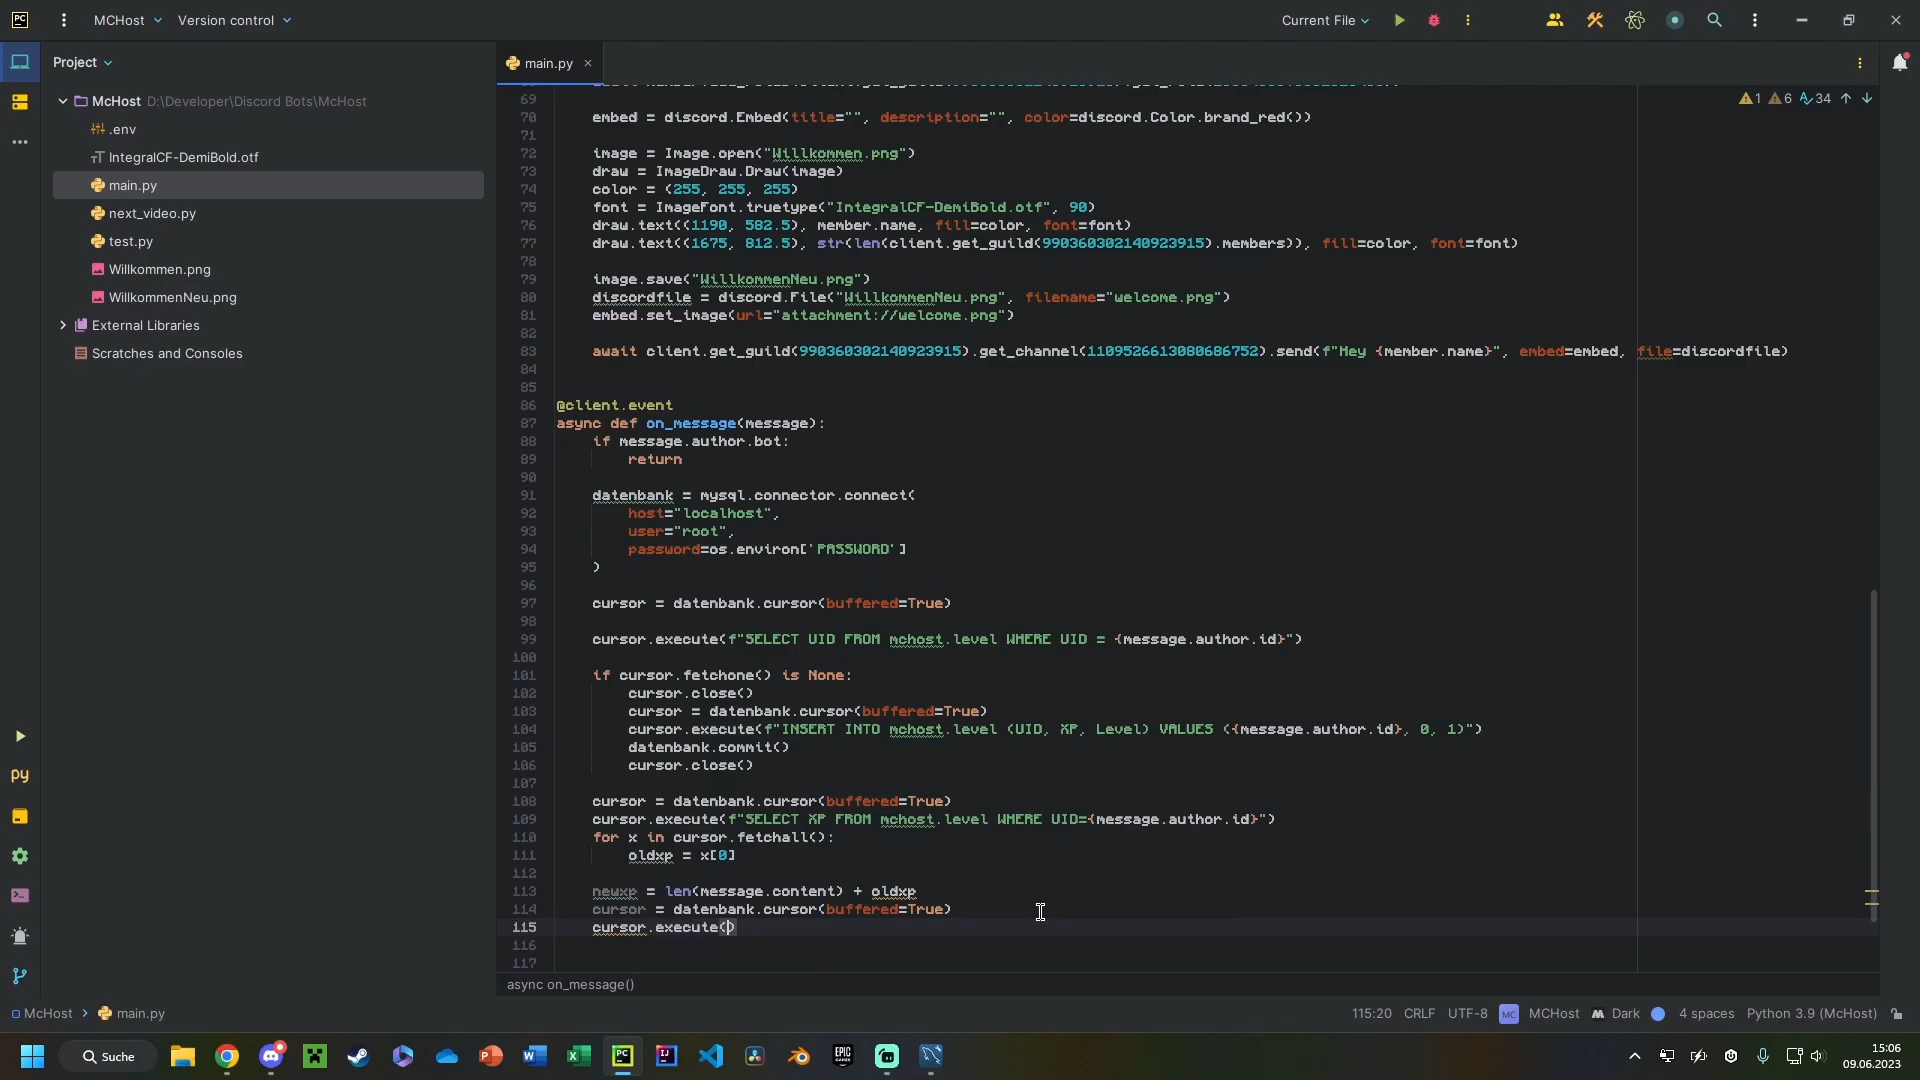 PC MCHost Version control Current File
Project main.py
McHost D:\Developer\Discord Bots\McHost
.env
IntegralCF-DemiBold.otf
main.py
next_video.py
test.py
Willkommen.png
WillkommenNeu.png
External Libraries
Scratches and Consoles
1 6 34
69
70 embed = discord.Embed(title="", description="", color=discord.Color.brand_red())
71
72 image = Image.open("Willkommen.png")
73 draw = ImageDraw.Draw(image)
74 color = (255, 255, 255)
75 font = ImageFont.truetype("IntegralCF-DemiBold.otf", 90)
76 draw.text((1190, 582.5), member.name, fill=color, font=font)
77 draw.text((1675, 812.5), str(len(client.get_guild(990360302140923915).members)), fill=color, font=font)
78
79 image.save("WillkommenNeu.png")
80 discordfile = discord.File("WillkommenNeu.png", filename="welcome.png")
81 embed.set_image(url="attachment://welcome.png")
82
83 await client.get_guild(990360302140923915).get_channel(1109526613080686752).send(f"Hey {member.name}", embed=embed, file=discordfile)
84
85
86 @client.event
87 async def on_message(message):
88 if message.author.bot:
89 return
90
91 datenbank = mysql.connector.connect(
92 host="localhost",
93 user="root",
94 password=os.environ['PASSWORD']
95 )
96
97 cursor = datenbank.cursor(buffered=True)
98
99 cursor.execute(f"SELECT UID FROM mchost.level WHERE UID = {message.author.id}")
100
101 if cursor.fetchone() is None:
102 cursor.close()
103 cursor = datenbank.cursor(buffered=True)
104 cursor.execute(f"INSERT INTO mchost.level (UID, XP, Level) VALUES ({message.author.id}, 0, 1)")
105 datenbank.commit()
106 cursor.close()
107
108 cursor = datenbank.cursor(buffered=True)
109 cursor.execute(f"SELECT XP FROM mchost.level WHERE UID={message.author.id}")
110 for x in cursor.fetchall():
111 oldxp = x[0]
112
113 newxp = len(message.content) + oldxp
114 cursor = datenbank.cursor(buffered=True)
115 cursor.execute()
116
117
async on_message()
McHost main.py 115:20 CRLF UTF-8 MC MCHost Dark 4 spaces Python 3.9 (McHost)
Suche
15:06
09.06.2023